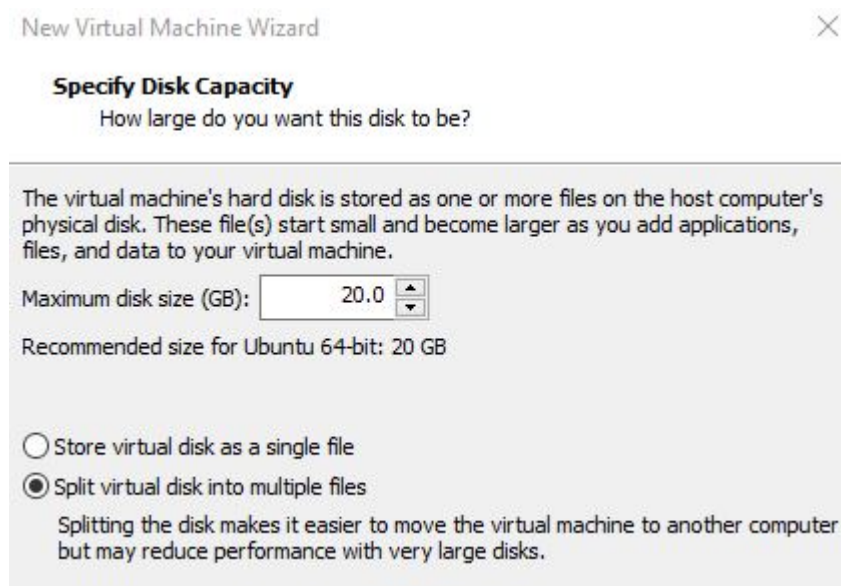 New Virtual Machine Wizard
Specify Disk Capacity
How large do you want this disk to be?
The virtual machine's hard disk is stored as one or more files on the host computer's
physical disk. These file(s) start small and become larger as you add applications,
files, and data to your virtual machine.
Maximum disk size (GB): 20.0
Recommended size for Ubuntu 64-bit: 20 GB
Store virtual disk as a single file
Split virtual disk into multiple files
Splitting the disk makes it easier to move the virtual machine to another computer
but may reduce performance with very large disks.